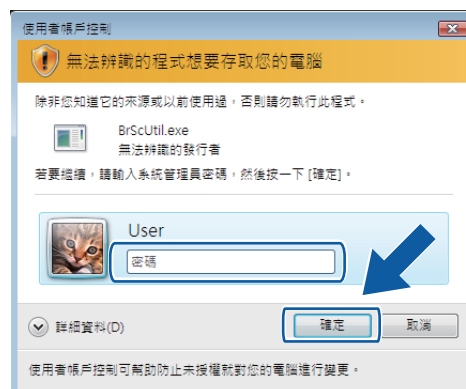 使用者帳戶控制
無法辨識的程式想要存取您的電腦
除非您知道它的來源或以前使用過，否則請勿執行此程式。
BrScUtil.exe
無法辨識的發行者
若要繼續，請輸入系統管理員密碼，然後按一下 [確定]。
User
密碼
詳細資料(D)
確定
取消
使用者帳戶控制可幫助防止未授權就對您的電腦進行變更。